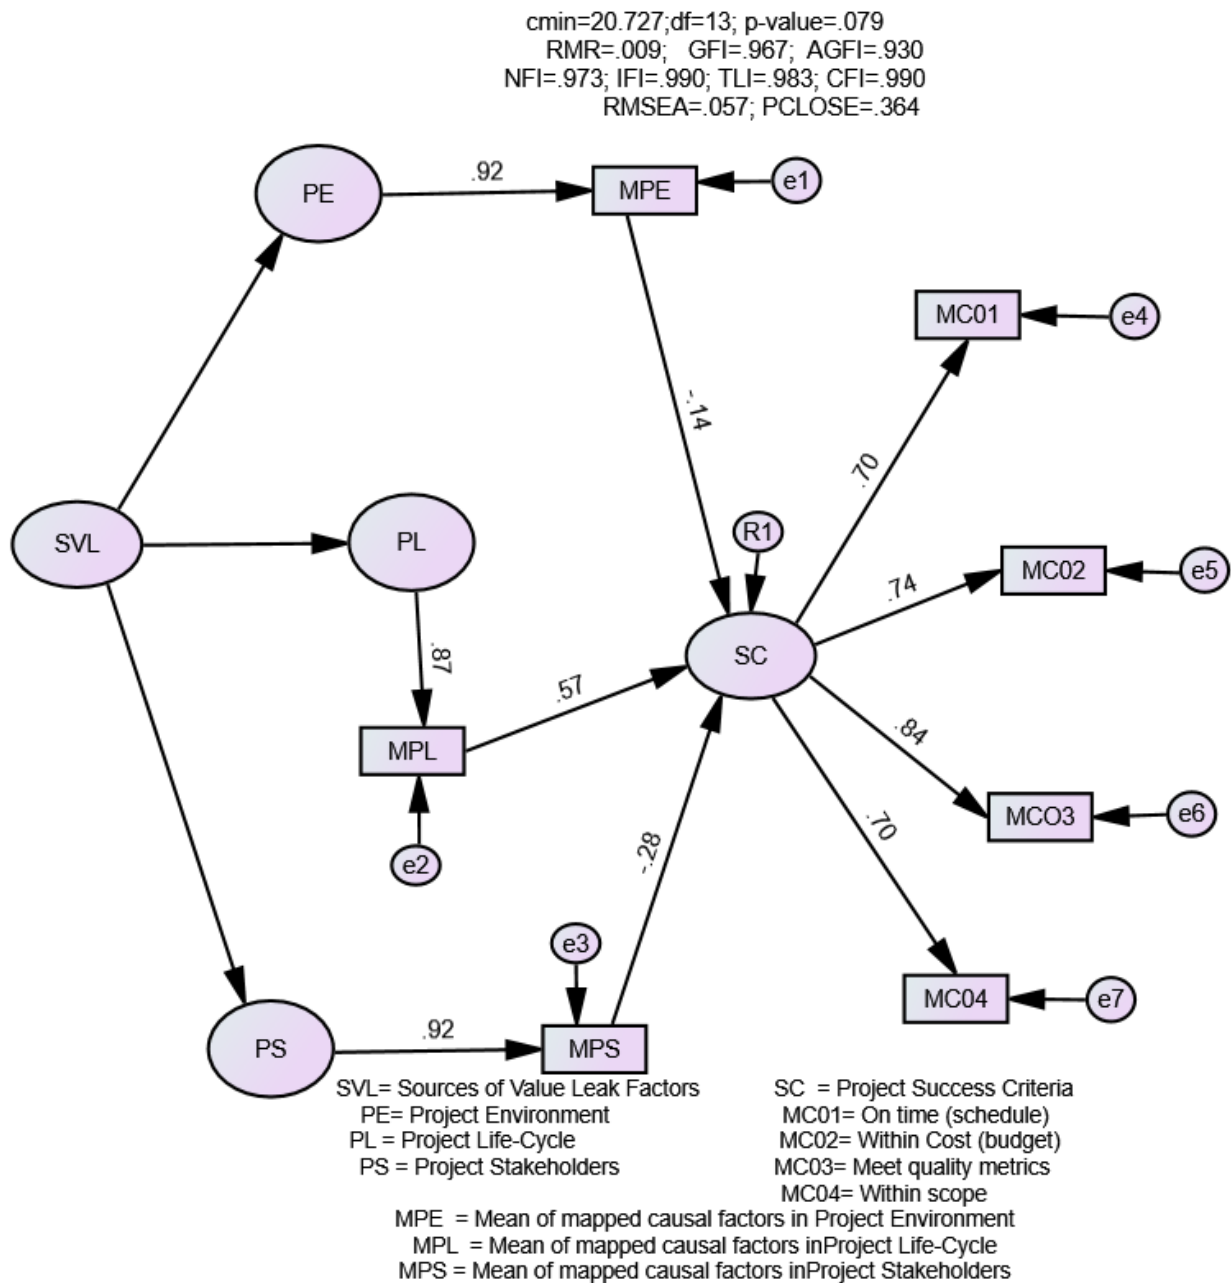 cmin=20.727;df=13; p-value=.079
RMR=.009; GFI=.967; AGFI=.930
NFI=.973; IFI=.990; TLI=.983; CFI=.990
RMSEA=.057; PCLOSE=.364
PE
.92
MPE
e1
-.14
MC01
e4
.70
SVL
PL
R1
.74
MC02
e5
.87
SC
.57
MPL
.84
MCO3
e6
e2
-.28
.70
e3
MC04
e7
PS
.92
MPS
SVL= Sources of Value Leak Factors
PE= Project Environment
PL = Project Life-Cycle
PS = Project Stakeholders
SC = Project Success Criteria
MC01= On time (schedule)
MC02= Within Cost (budget)
MC03= Meet quality metrics
MC04= Within scope
MPE = Mean of mapped causal factors in Project Environment
MPL = Mean of mapped causal factors inProject Life-Cycle
MPS = Mean of mapped causal factors inProject Stakeholders